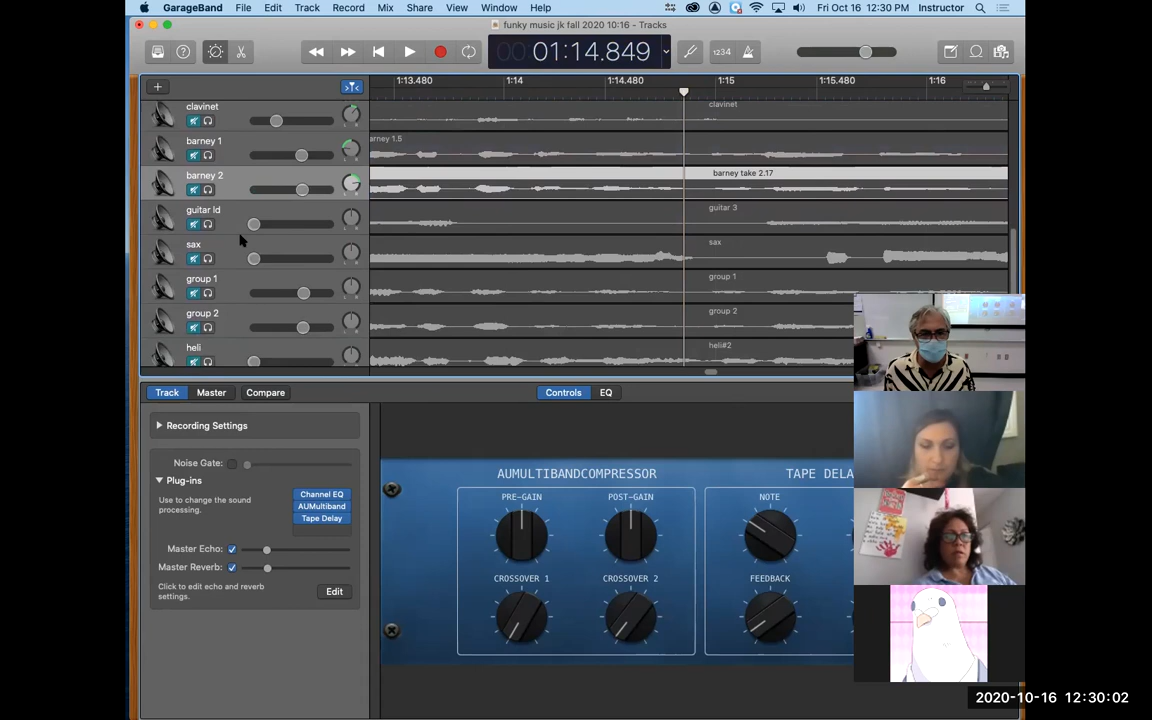 GarageBand File Edit Track Record Mix Share View Window Help Fri Oct 16 12:30 PM Instructor
funky music jk fall 2020 10:16 - Tracks
01:14.849
1234
1:13.480 1:14 1:14.480 1:15 1:15.480 1:16
clavinet
clavinet
barney 1
arney 1.5
barney 2
barney take 2.17
guitar ld
guitar 3
sax
sax
group 1
group 1
group 2
group 2
heli
heli#2
Track Master Compare
Controls EQ
Recording Settings
Noise Gate:
Plug-ins
Use to change the sound
processing.
Channel EQ
AUMultiband
Tape Delay
Master Echo:
Master Reverb:
Click to edit echo and reverb
settings.
Edit
AUMULTIBANDCOMPRESSOR
PRE-GAIN POST-GAIN
CROSSOVER 1 CROSSOVER 2
TAPE DELA
NOTE
FEEDBACK
2020-10-16 12:30:02